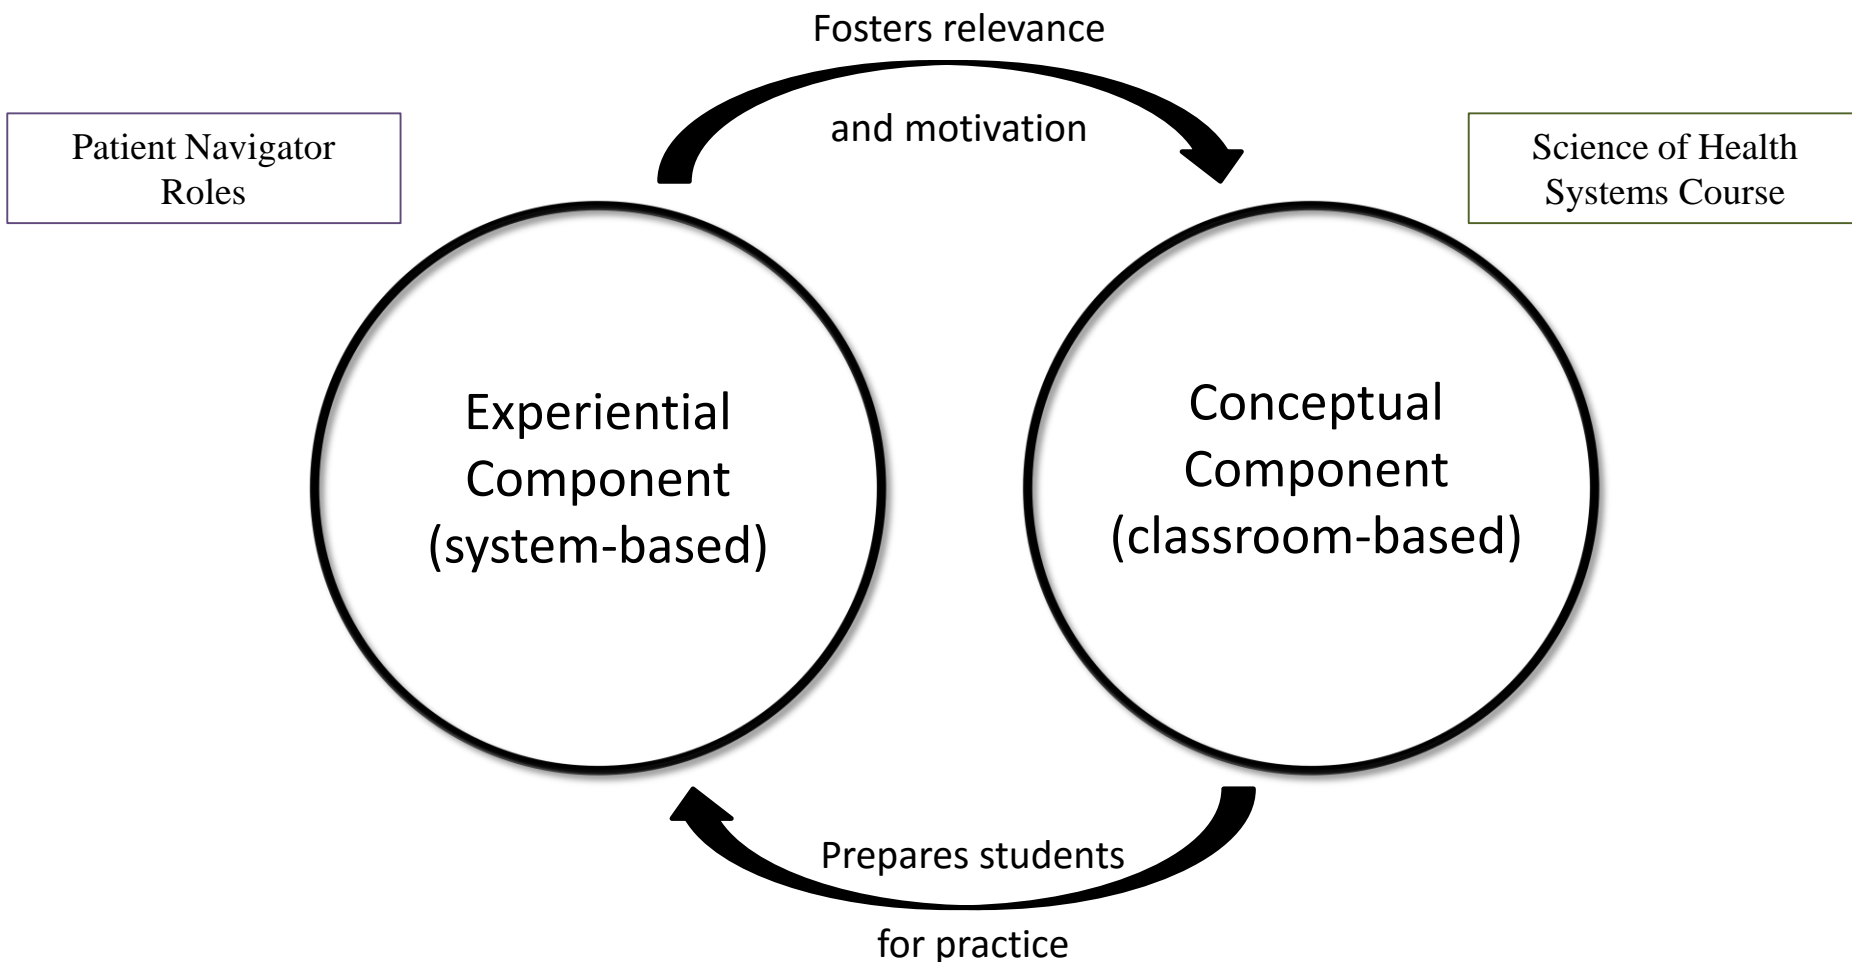 Fosters relevance
and motivation
Patient Navigator
Roles
Science of Health
Systems Course
Experiential
Component
(system-based)
Conceptual
Component
(classroom-based)
Prepares students
for practice